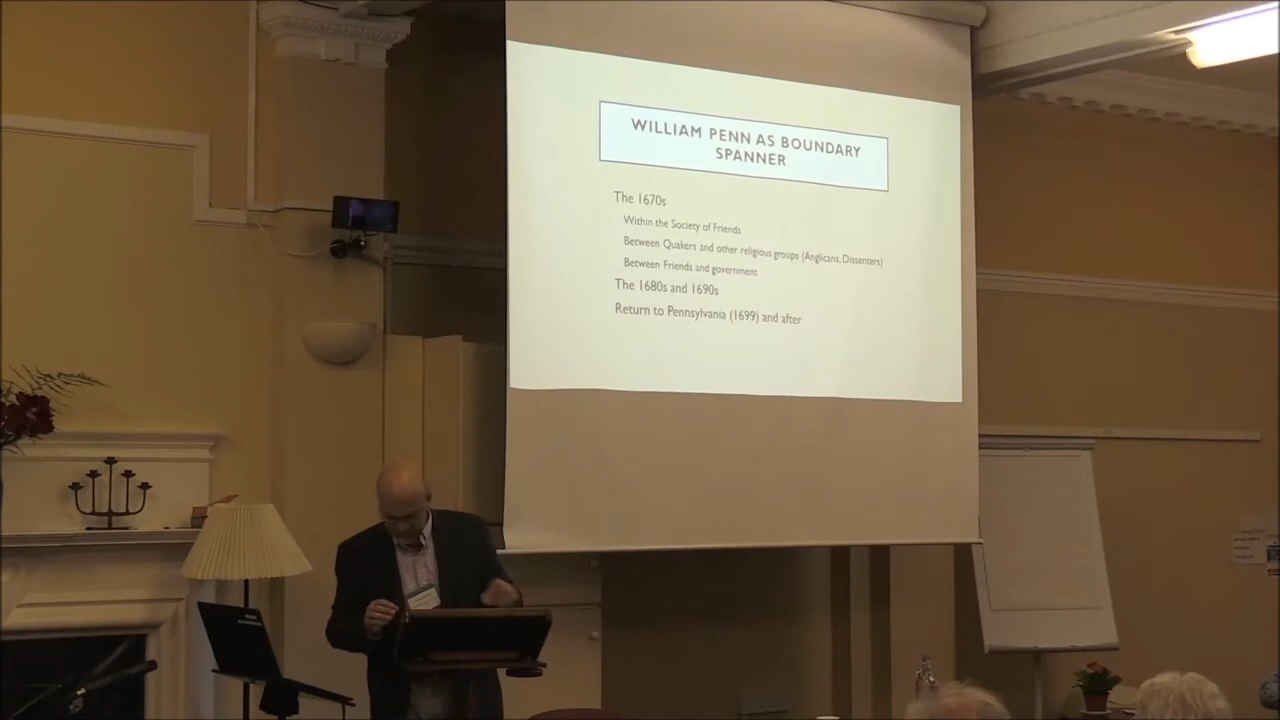 WILLIAM PENN AS BOUNDARY
SPANNER
The 1670s
Within the Society of Friends
Between Quakers and other religious groups (Anglicans, Dissenters)
Between Friends and government
The 1680s and 1690s
Return to Pennsylvania (1699) and after